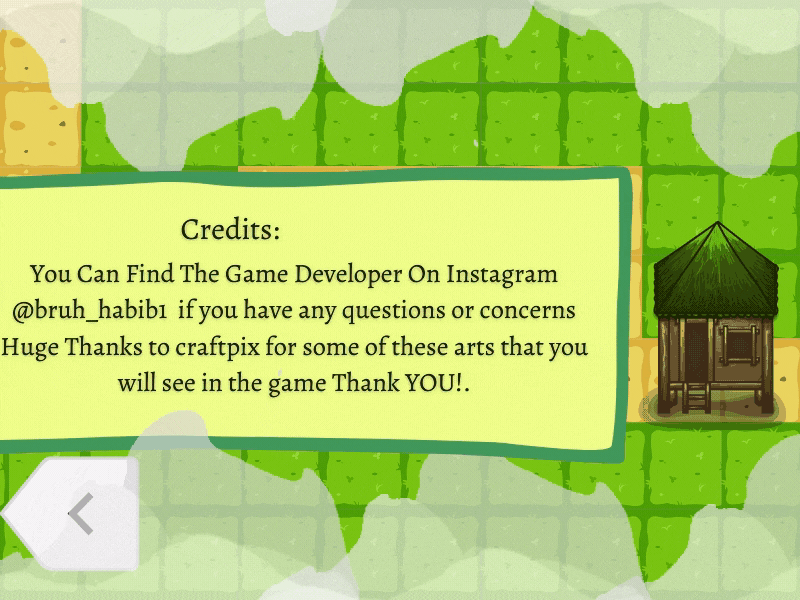 Credits:
You Can Find The Game Developer On Instagram
@bruh_habib1 if you have any questions or concerns
Huge Thanks to craftpix for some of these arts that you
will see in the game Thank YOU!.